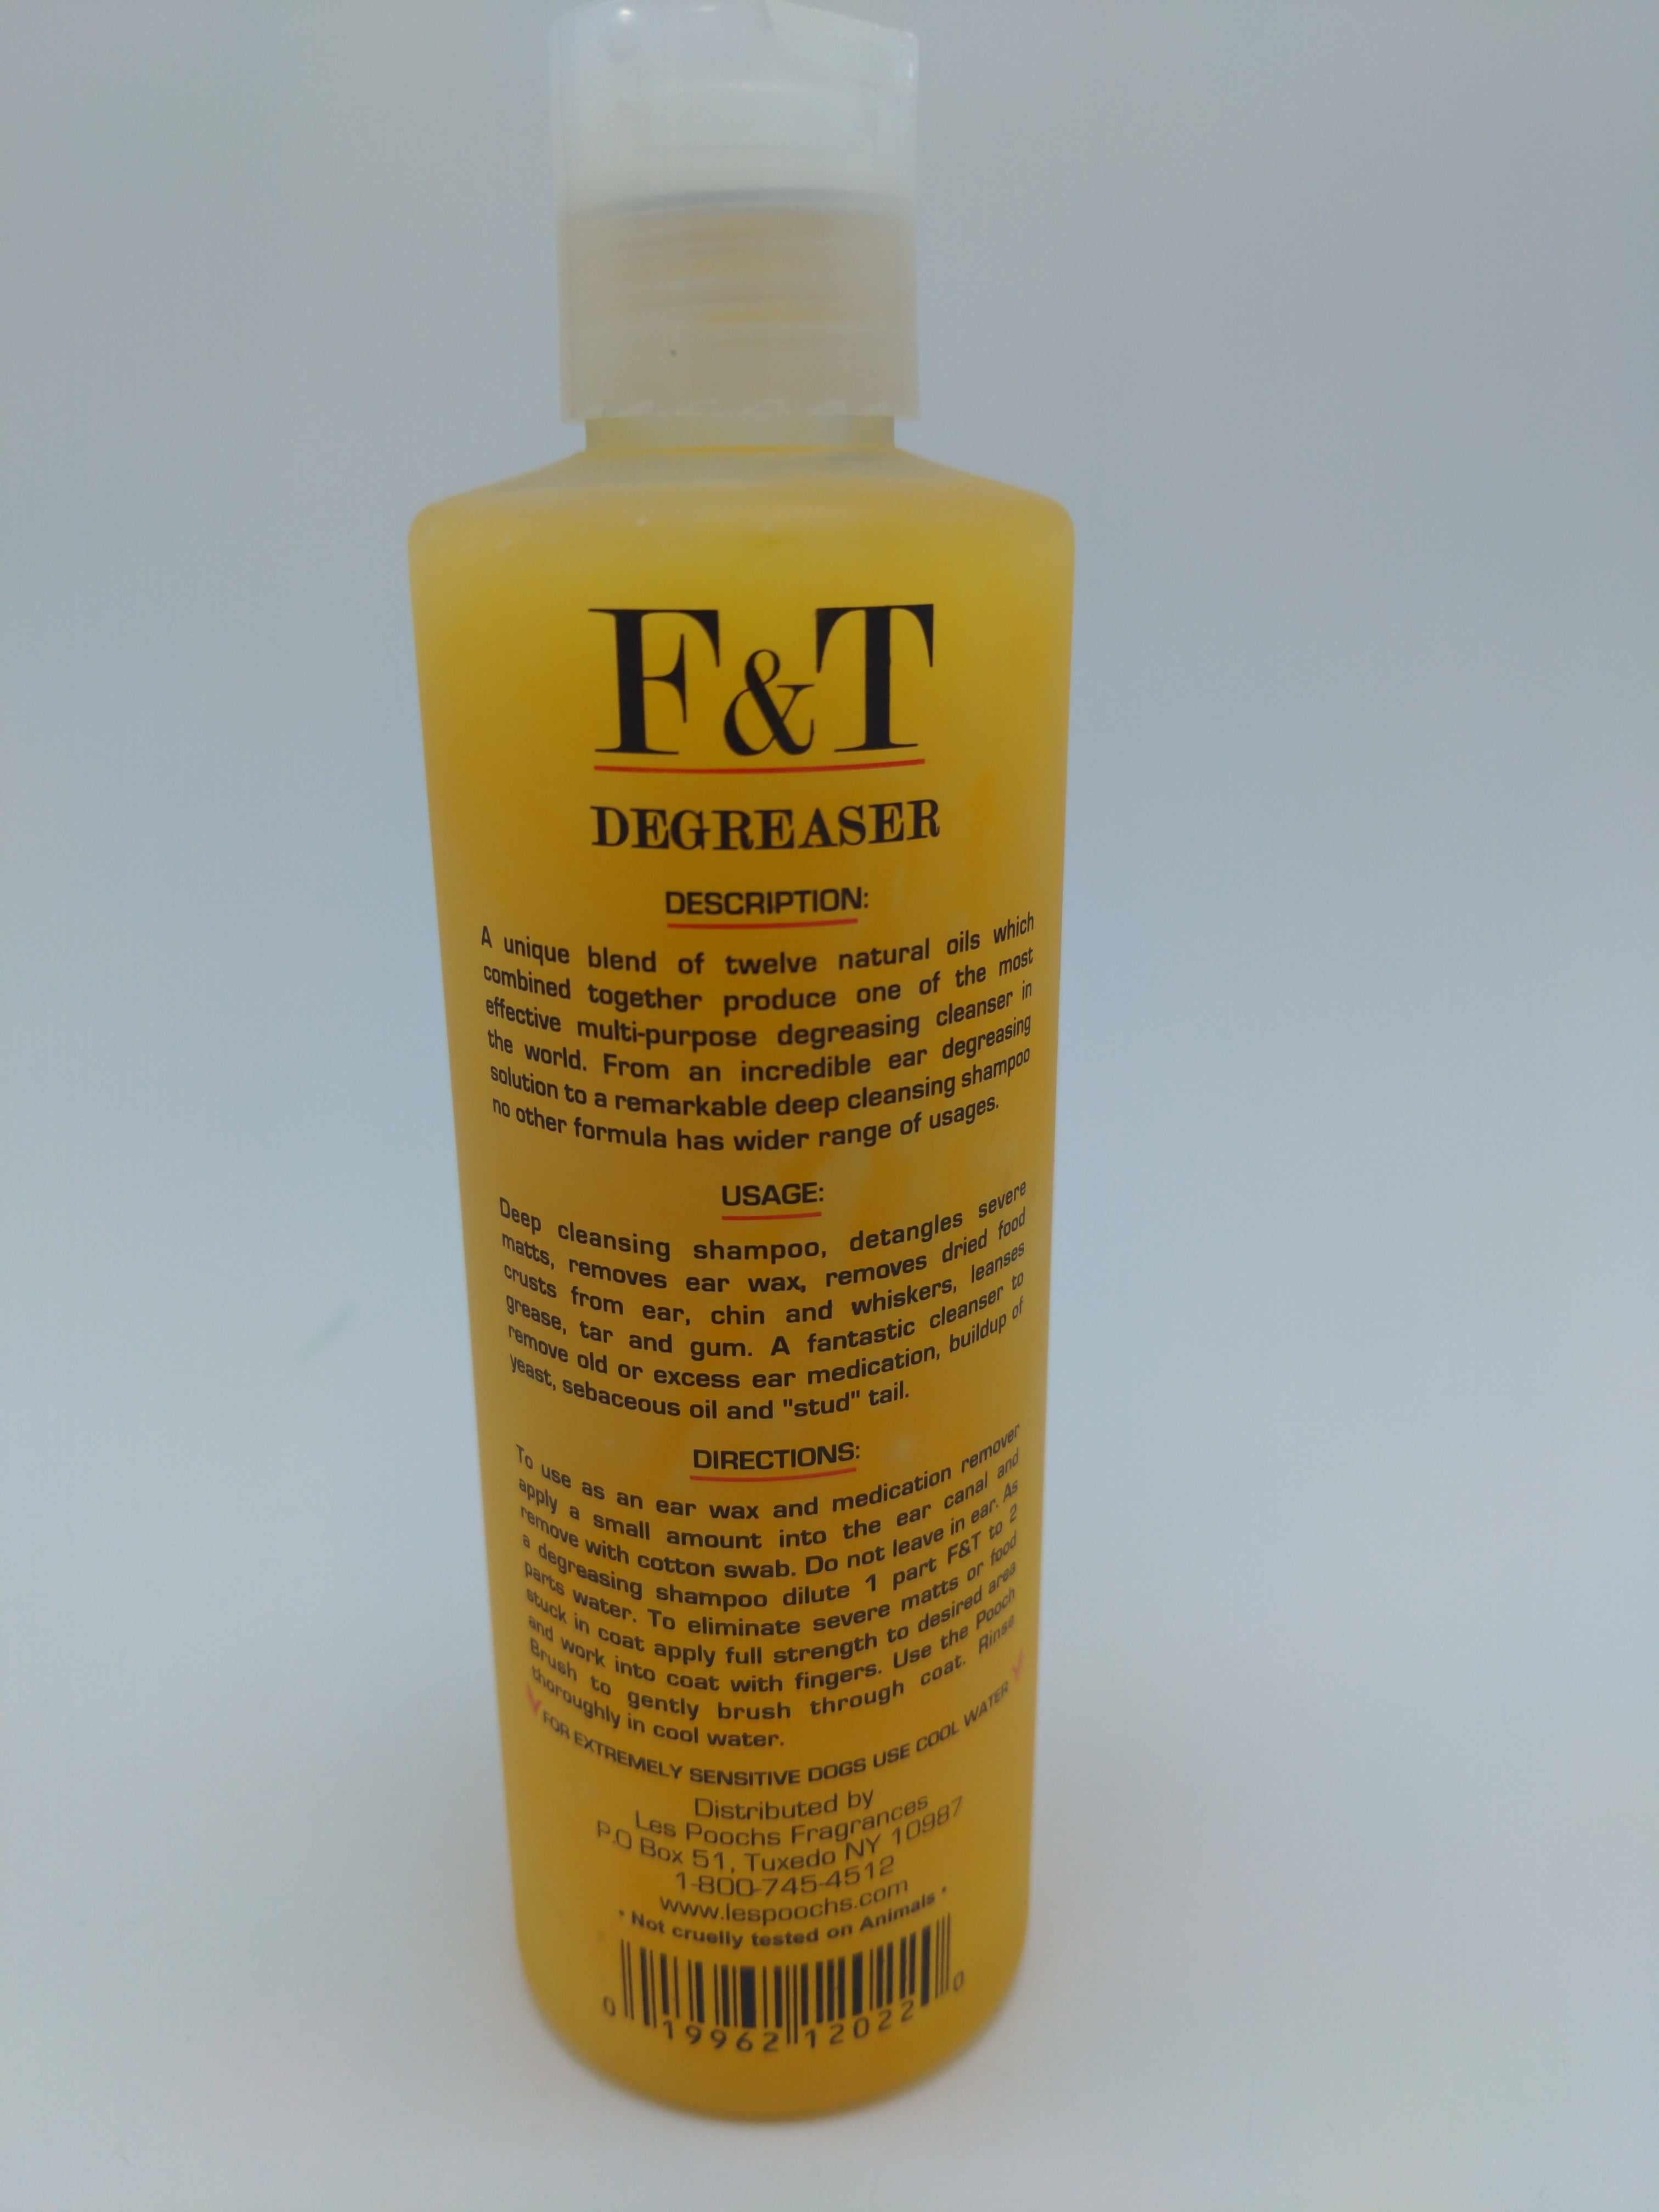 F&T
DEGREASER
DESCRIPTION:
A unique blend of twelve natural oils which
combined together produce one of the most
effective multi-purpose degreasing cleanser in
the world. From an incredible ear degreasing
solution to a remarkable deep cleansing shampoo
no other formula has wider range of usages.
USAGE:
Deep cleansing shampoo, detangles severe
matts, removes ear wax, removes dried food
crusts from ear, chin and whiskers, leanses
grease, tar and gum. A fantastic cleanser to
remove old or excess ear medication, buildup of
yeast, sebaceous oil and "stud" tail.
DIRECTIONS:
To use as an ear wax and medication remover
apply a small amount into the ear canal and
remove with cotton swab. Do not leave in ear. As
a degreasing shampoo dilute 1 part F&T to 2
parts water. To eliminate severe matts or food
stuck in coat apply full strength to desired area
and work into coat with fingers. Use the Pooch
Brush to gently brush through coat. Rinse
thoroughly in cool water.
FOR EXTREMELY SENSITIVE DOGS USE COOL WATER
Distributed by
Les Poochs Fragrances
P.O Box 51, Tuxedo NY 10987
1-800-745-4512
www.lespoochs.com
• Not cruelly tested on Animals •
0 19962 12022 0